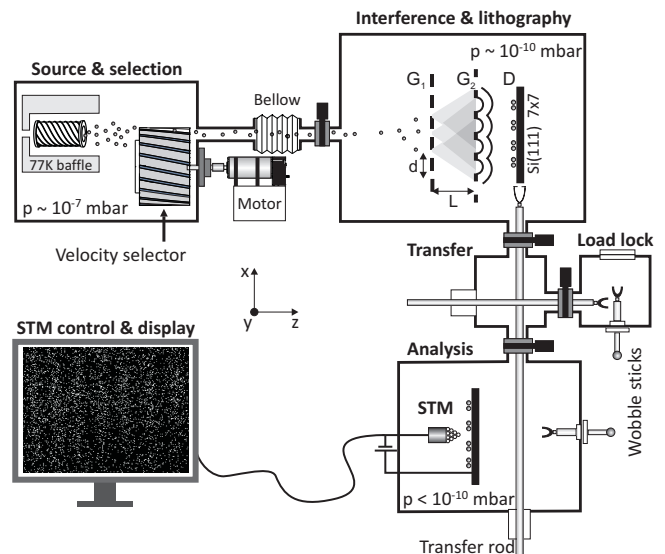 Interference & lithography
p ~ 10⁻¹⁰ mbar
Source & selection
G₁ G₂ D
Bellow
Si(111) 7x7
77K baffle
d
L
p ~ 10⁻⁷ mbar
Motor
Velocity selector
Transfer
Load lock
x
y
z
STM control & display
Analysis
STM
Wobble sticks
p < 10⁻¹⁰ mbar
Transfer rod